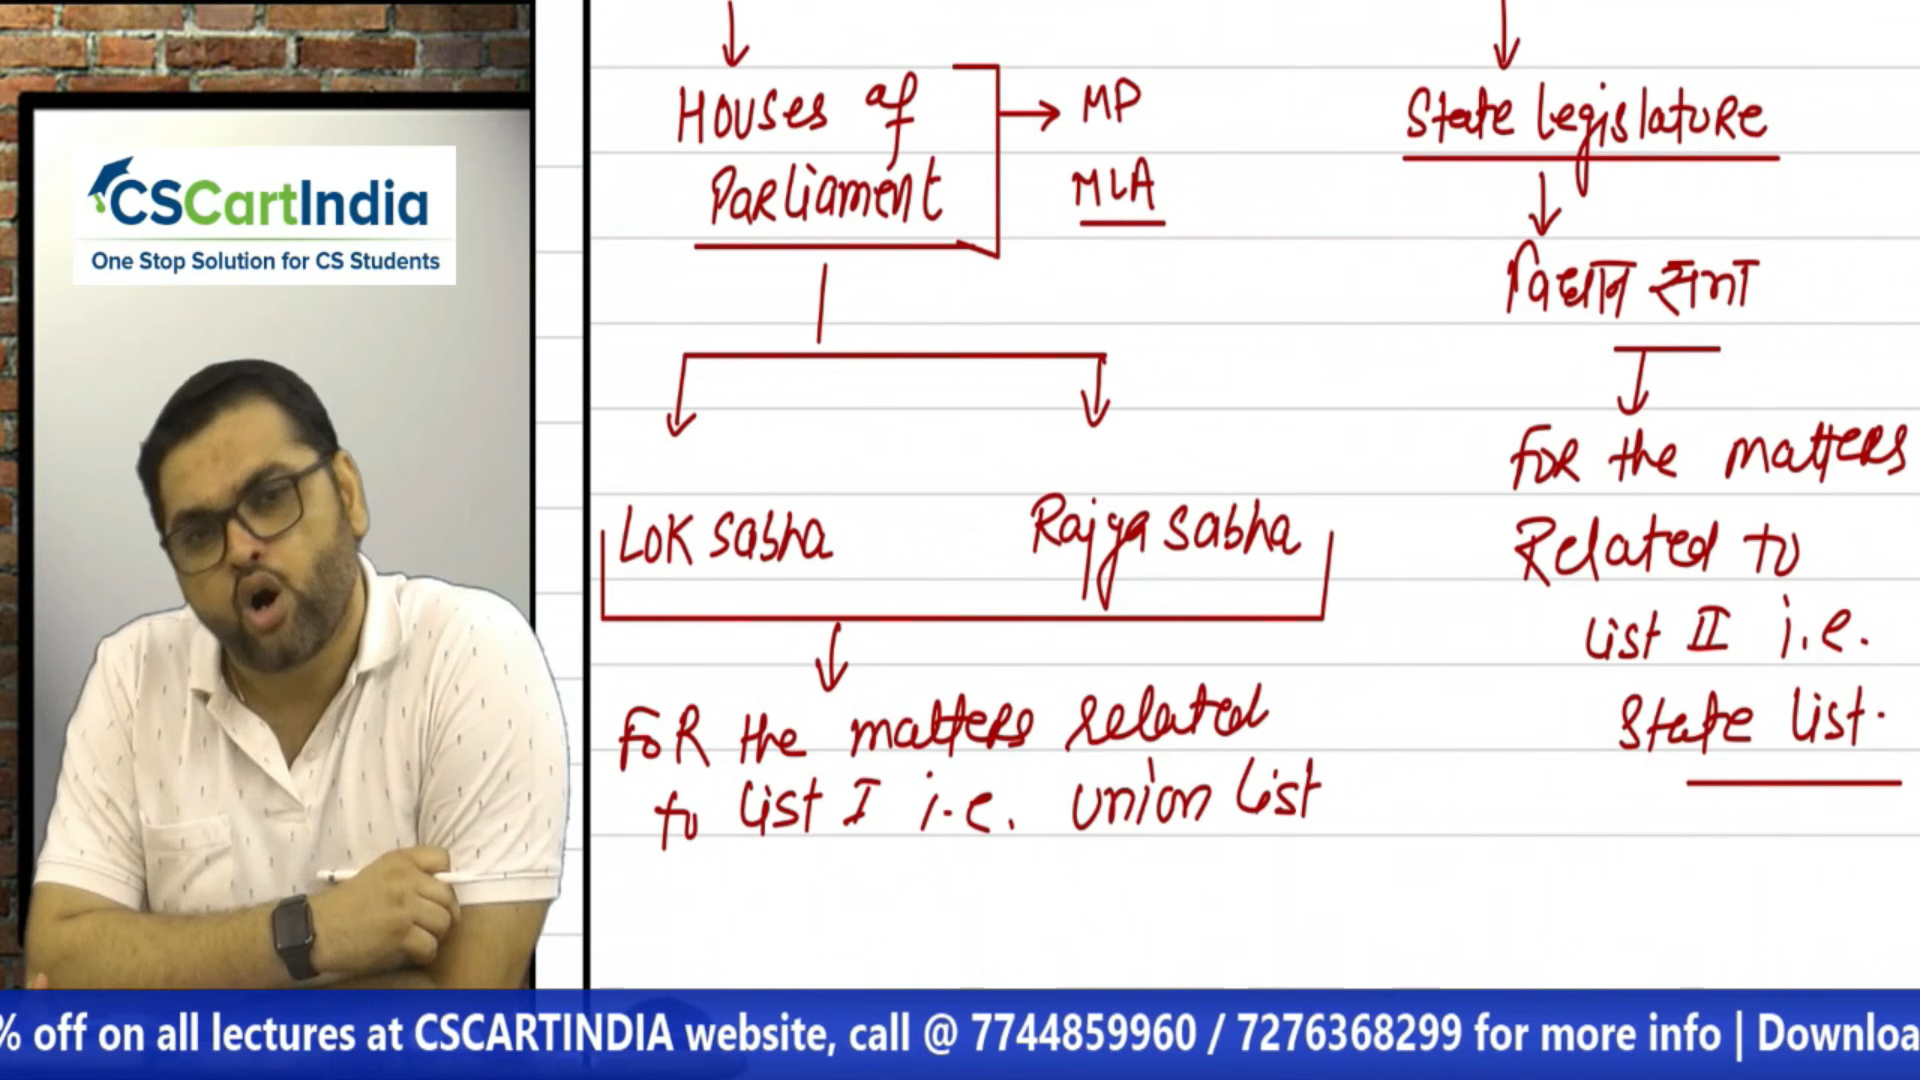 CSCartIndia
One Stop Solution for CS Students
Houses of
Parliament
MP
MLA
Lok Sabha
Rajya Sabha
For the matters related
to List I i.e. Union List
State legislature
विधान सभा
For the matters
Related to
List II i.e.
State List.
% off on all lectures at CSCARTINDIA website, call @ 7744859960 / 7276368299 for more info | Downloa